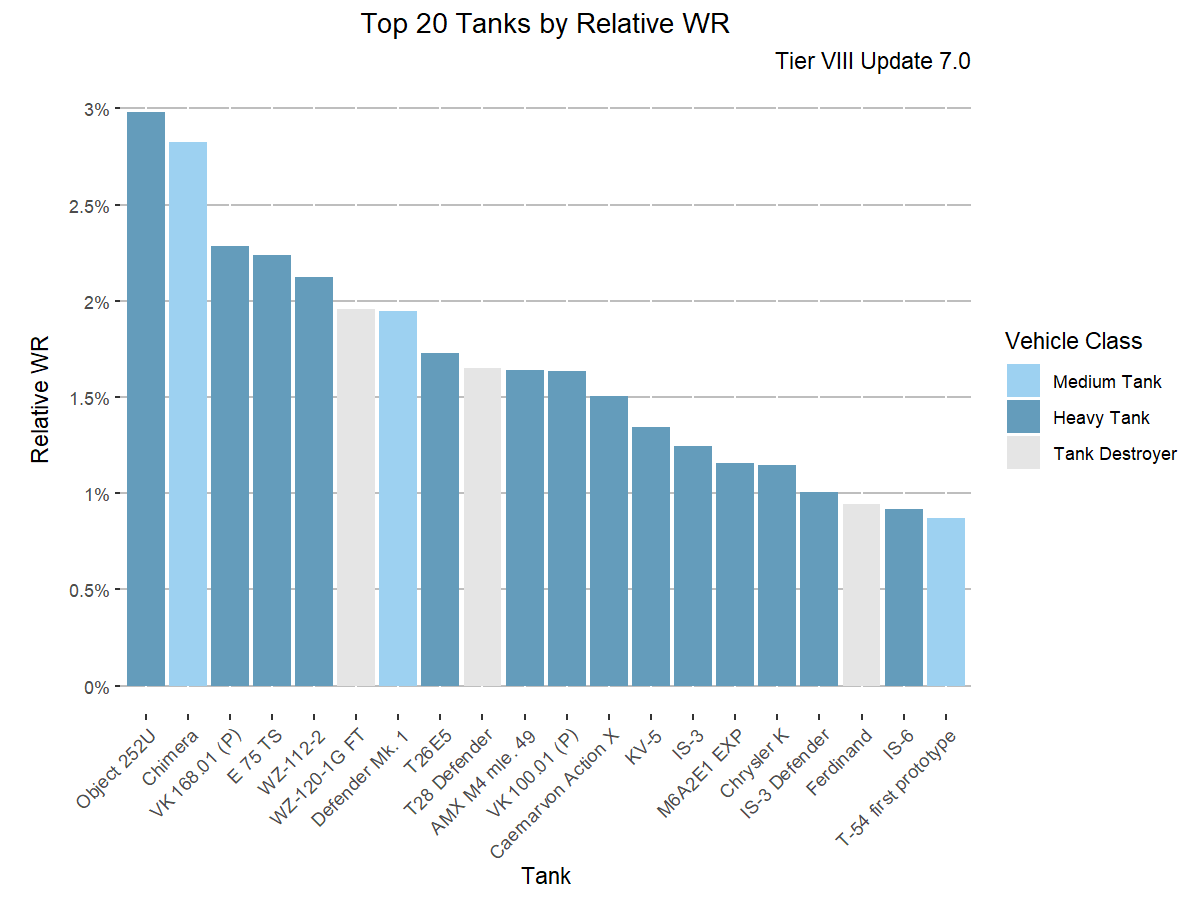 Top 20 Tanks by Relative WR
Tier VIII Update 7.0
3%
2.5%
2%
1.5%
1%
0.5%
0%
Relative WR
Object 252U
Chimera
VK 168.01 (P)
E 75 TS
WZ-112-2
WZ-120-1G FT
Defender Mk. 1
T26E5
T28 Defender
AMX M4 mle. 49
VK 100.01 (P)
Caernarvon Action X
KV-5
IS-3
M6A2E1 EXP
Chrysler K
IS-3 Defender
Ferdinand
IS-6
T-54 first prototype
Tank
Vehicle Class
Medium Tank
Heavy Tank
Tank Destroyer